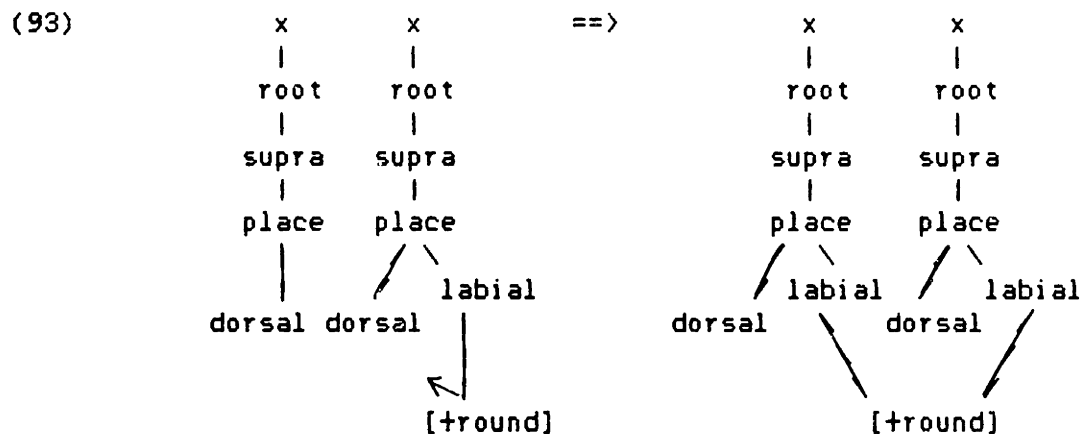 (93) x x ==> x x
root root root root
supra supra supra supra
place place place place
labial labial labial
dorsal dorsal dorsal dorsal
[+round] [+round]